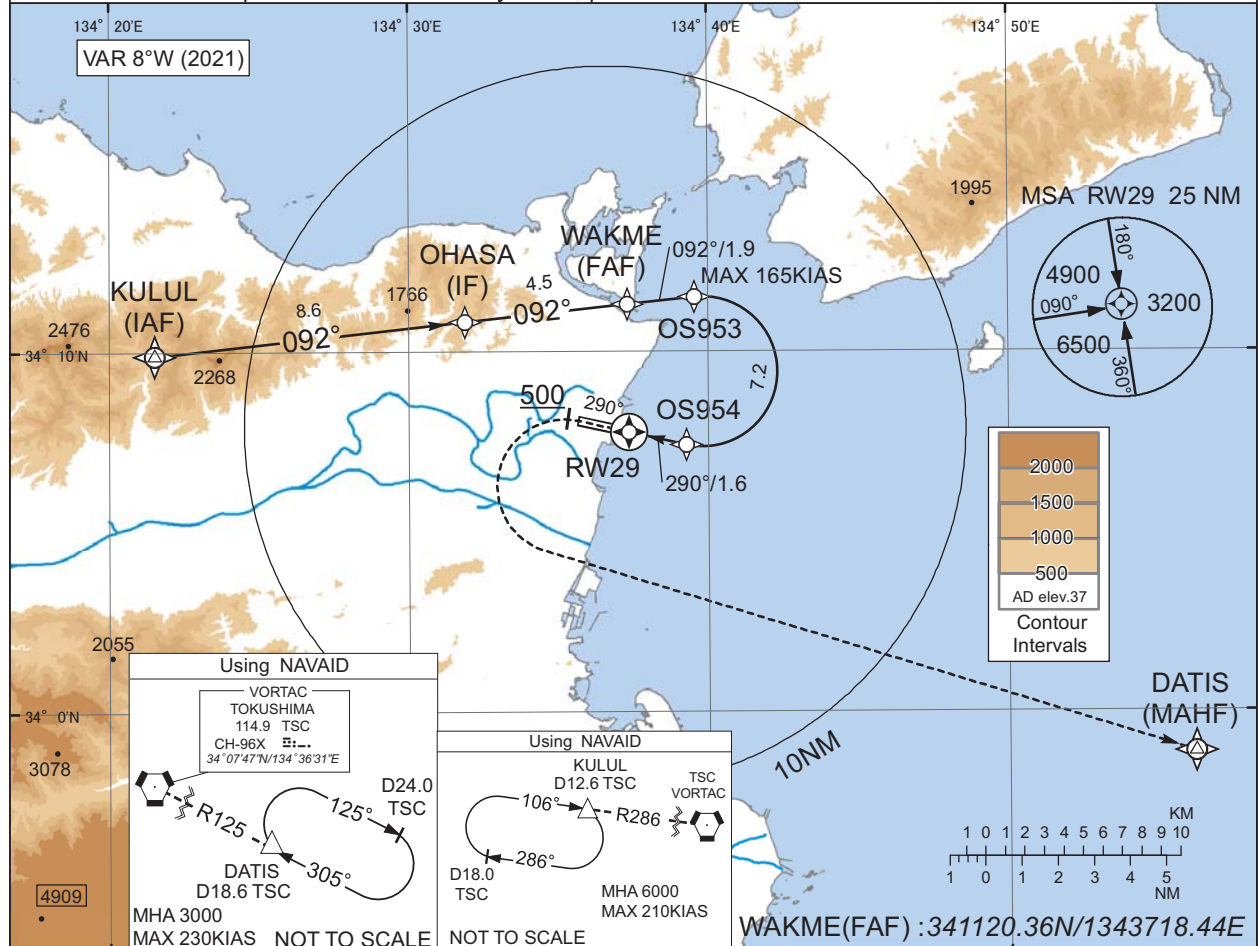 134° 20'E
134° 30'E
134° 40'E
134° 50'E
VAR 8°W (2021)
1995
MSA RW29 25 NM
180°
4900
090°
3200
6500
360°
WAKME
(FAF)
092°/1.9
MAX 165KIAS
OHASA
(IF)
4.5
092°
OS953
KULUL
(IAF)
8.6
1766
092°
2476
34° 10'N
2268
7.2
500
290°
OS954
RW29
290°/1.6
2000
1500
1000
500
AD elev.37
Contour
Intervals
2055
34° 0'N
3078
4909
DATIS
(MAHF)
10NM
Using NAVAID
VORTAC
TOKUSHIMA
114.9 TSC
CH-96X
34°07'47"N/134°36'31"E
D24.0
TSC
125°
R125
305°
DATIS
D18.6 TSC
MHA 3000
MAX 230KIAS NOT TO SCALE
Using NAVAID
KULUL
D12.6 TSC
TSC
VORTAC
106°
R286
286°
D18.0
TSC
MHA 6000
MAX 210KIAS
NOT TO SCALE
KM
1 0 1 2 3 4 5 6 7 8 9 10
1 0 1 2 3 4 5
NM
WAKME(FAF) :341120.36N/1343718.44E